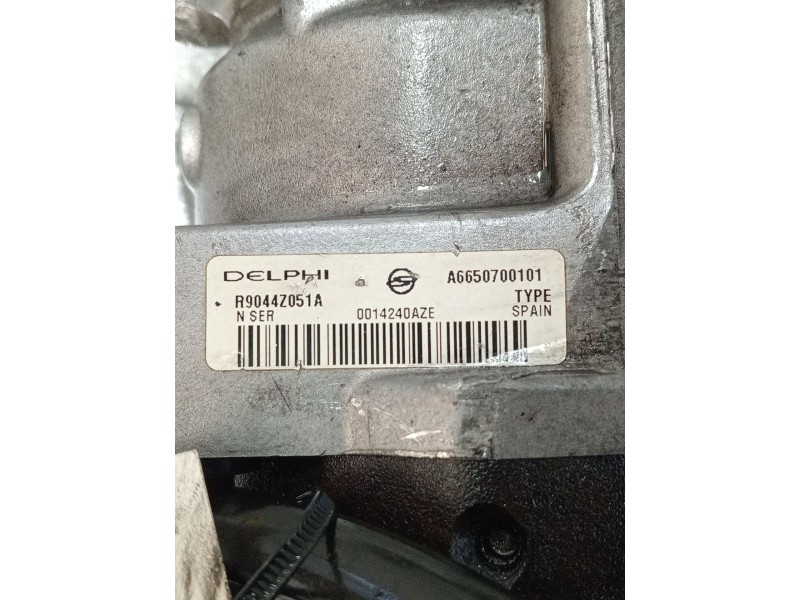 DELPHI A6650700101
R9044Z051A TYPE
N SER 0014240AZE SPAIN